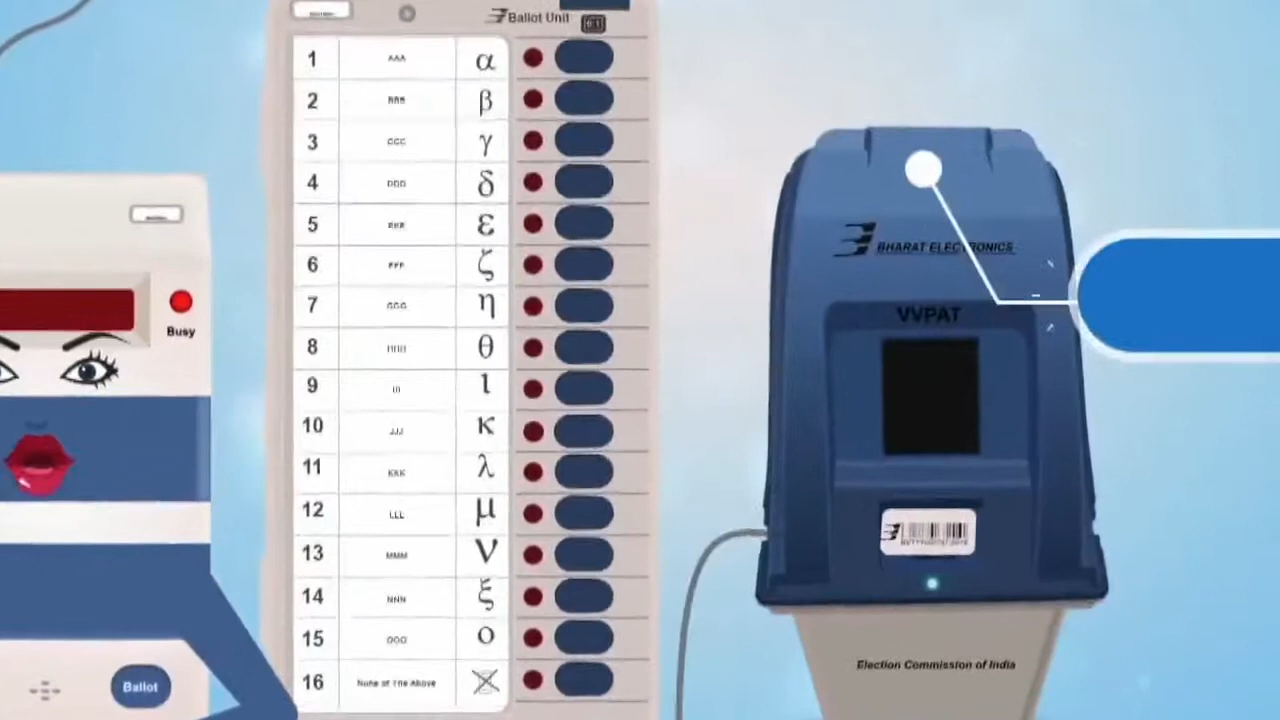 Ballot Unit
1 AAA α
2 BBB β
3 CCC γ
4 DDD δ
5 EEE ε
6 FFF ζ
7 GGG η
8 HHH θ
9 III ι
10 JJJ κ
11 KKK λ
12 LLL μ
13 MMM ν
14 NNN ξ
15 OOO ο
16 None of The Above
Busy
Ballot
BHARAT ELECTRONICS
VVPAT
Election Commission of India